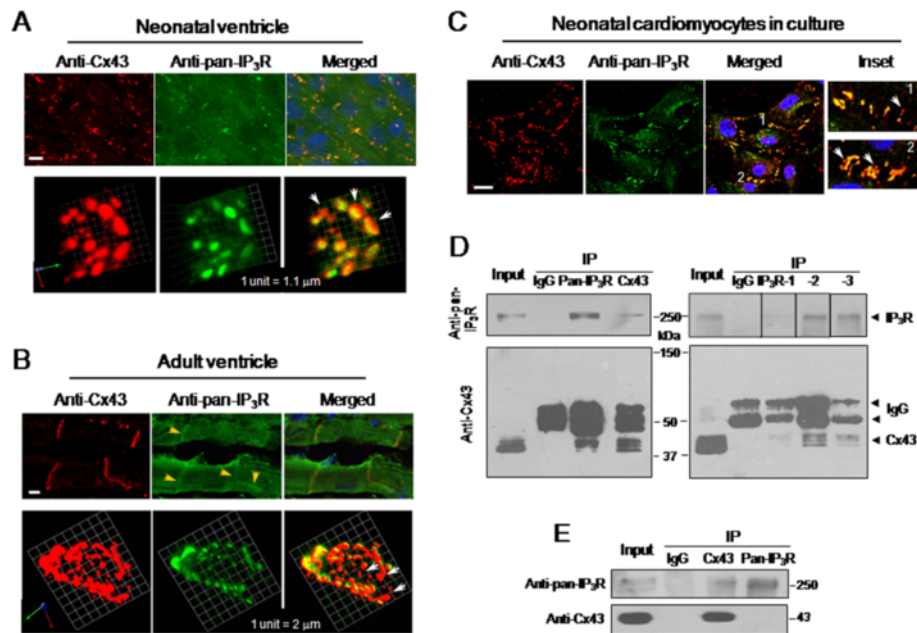 A
Neonatal ventricle
Anti-Cx43 Anti-pan-IP3R Merged
1 unit = 1.1 μm
B
Adult ventricle
Anti-Cx43 Anti-pan-IP3R Merged
1 unit = 2 μm
C
Neonatal cardiomyocytes in culture
Anti-Cx43 Anti-pan-IP3R Merged Inset
1 1
2 2
D
IP IP
Input IgG Pan-IP3R Cx43 Input IgG IP3R-1 -2 -3
Anti-pan-IP3R
250 IP3R
kDa
150
Anti-Cx43
IgG
50
Cx43
37
E
IP
Input IgG Cx43 Pan-IP3R
Anti-pan-IP3R 250
Anti-Cx43 43